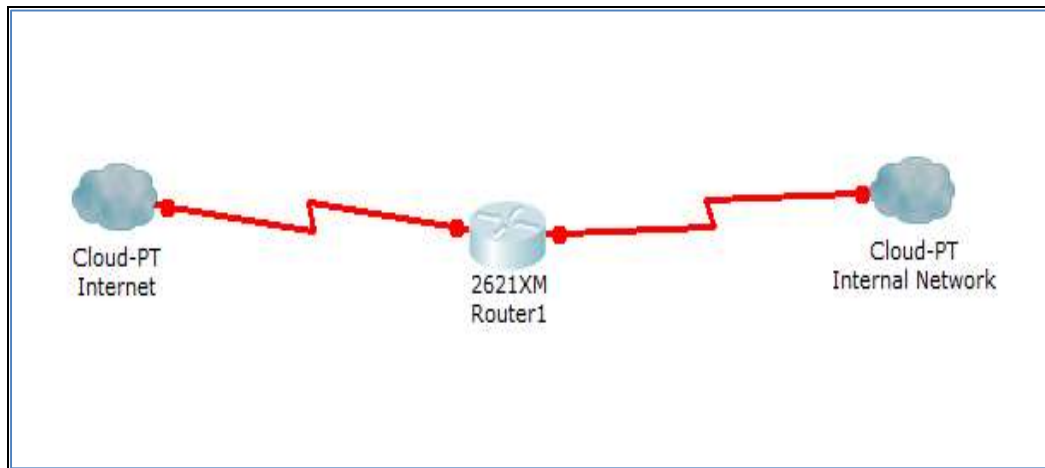 Cloud-PT
Internet
2621XM
Router1
Cloud-PT
Internal Network